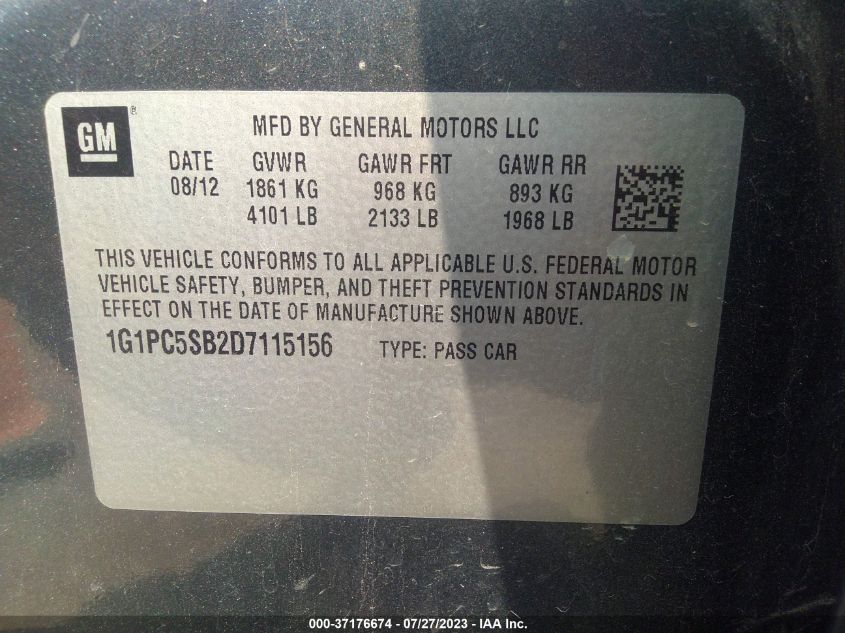 GM ®
MFD BY GENERAL MOTORS LLC
DATE GVWR GAWR FRT GAWR RR
08/12 1861 KG 968 KG 893 KG
4101 LB 2133 LB 1968 LB
THIS VEHICLE CONFORMS TO ALL APPLICABLE U.S. FEDERAL MOTOR
VEHICLE SAFETY, BUMPER, AND THEFT PREVENTION STANDARDS IN
EFFECT ON THE DATE OF MANUFACTURE SHOWN ABOVE.
1G1PC5SB2D7115156 TYPE: PASS CAR
000-37176674 - 07/27/2023 - IAA Inc.